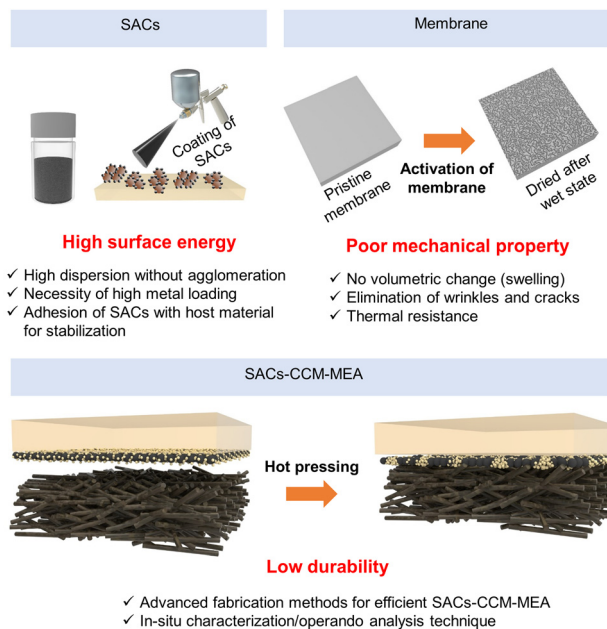 SACs
Coating of
SACs
High surface energy
✓ High dispersion without agglomeration
✓ Necessity of high metal loading
✓ Adhesion of SACs with host material
for stabilization
Membrane
Pristine
membrane
Activation of
membrane
Dried after
wet state
Poor mechanical property
✓ No volumetric change (swelling)
✓ Elimination of wrinkles and cracks
✓ Thermal resistance
SACs-CCM-MEA
Hot pressing
Low durability
✓ Advanced fabrication methods for efficient SACs-CCM-MEA
✓ In-situ characterization/operando analysis technique